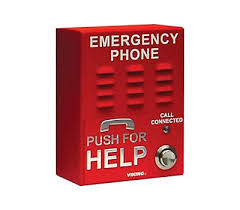 EMERGENCY
PHONE
CALL
CONNECTED
PUSH FOR
HELP
VIKING